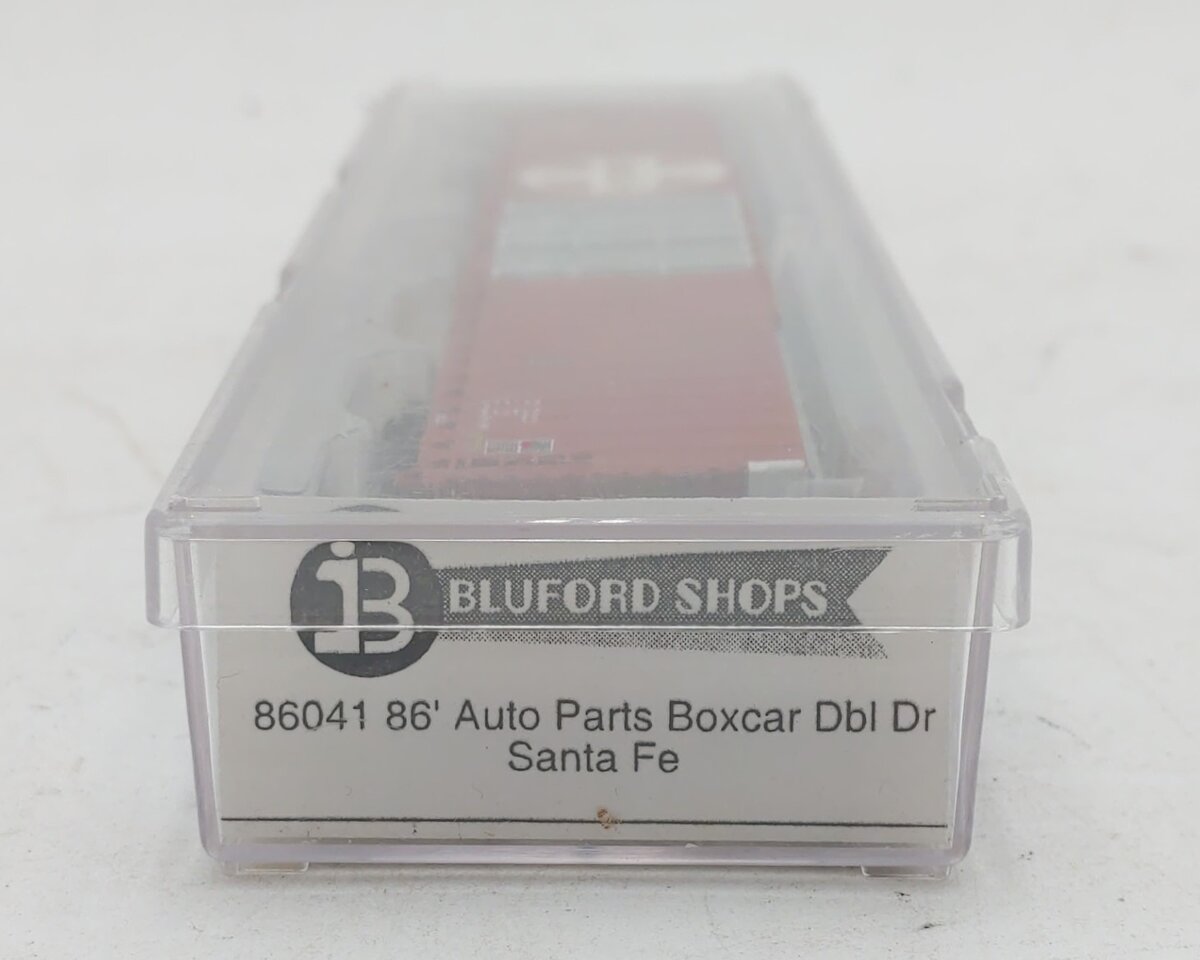 B BLUFORD SHOPS
86041 86' Auto Parts Boxcar Dbl Dr
Santa Fe